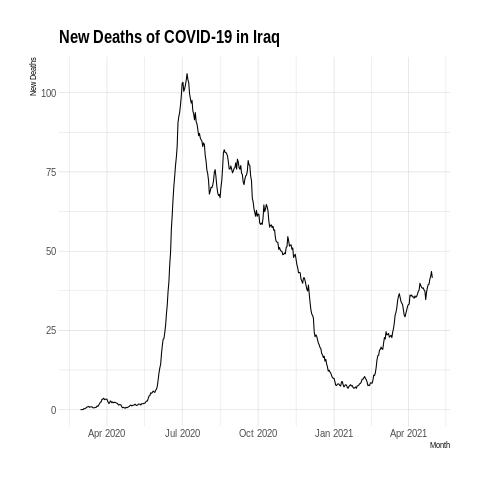 New Deaths of COVID-19 in Iraq
New Deaths
100
75
50
25
0
Apr 2020 Jul 2020 Oct 2020 Jan 2021 Apr 2021
Month